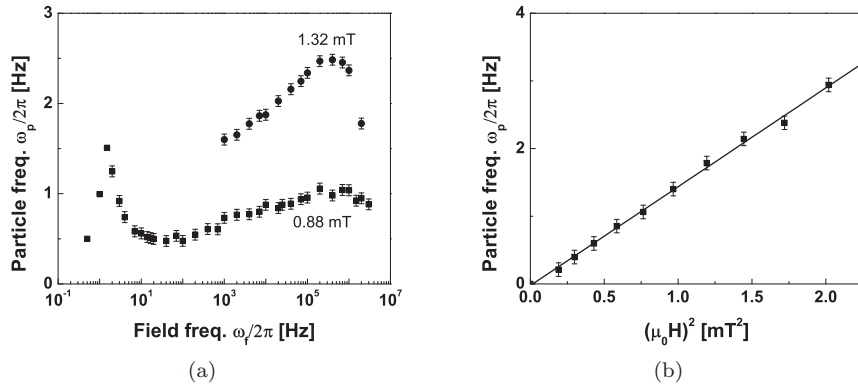 3
2
1
0
Particle freq. ω_p/2π [Hz]
1.32 mT
0.88 mT
10^-1 10^1 10^3 10^5 10^7
Field freq. ω_f/2π [Hz]
(a)
4
2
0
Particle freq. ω_p/2π [Hz]
0.0 0.5 1.0 1.5 2.0
(μ_0H)^2 [mT^2]
(b)